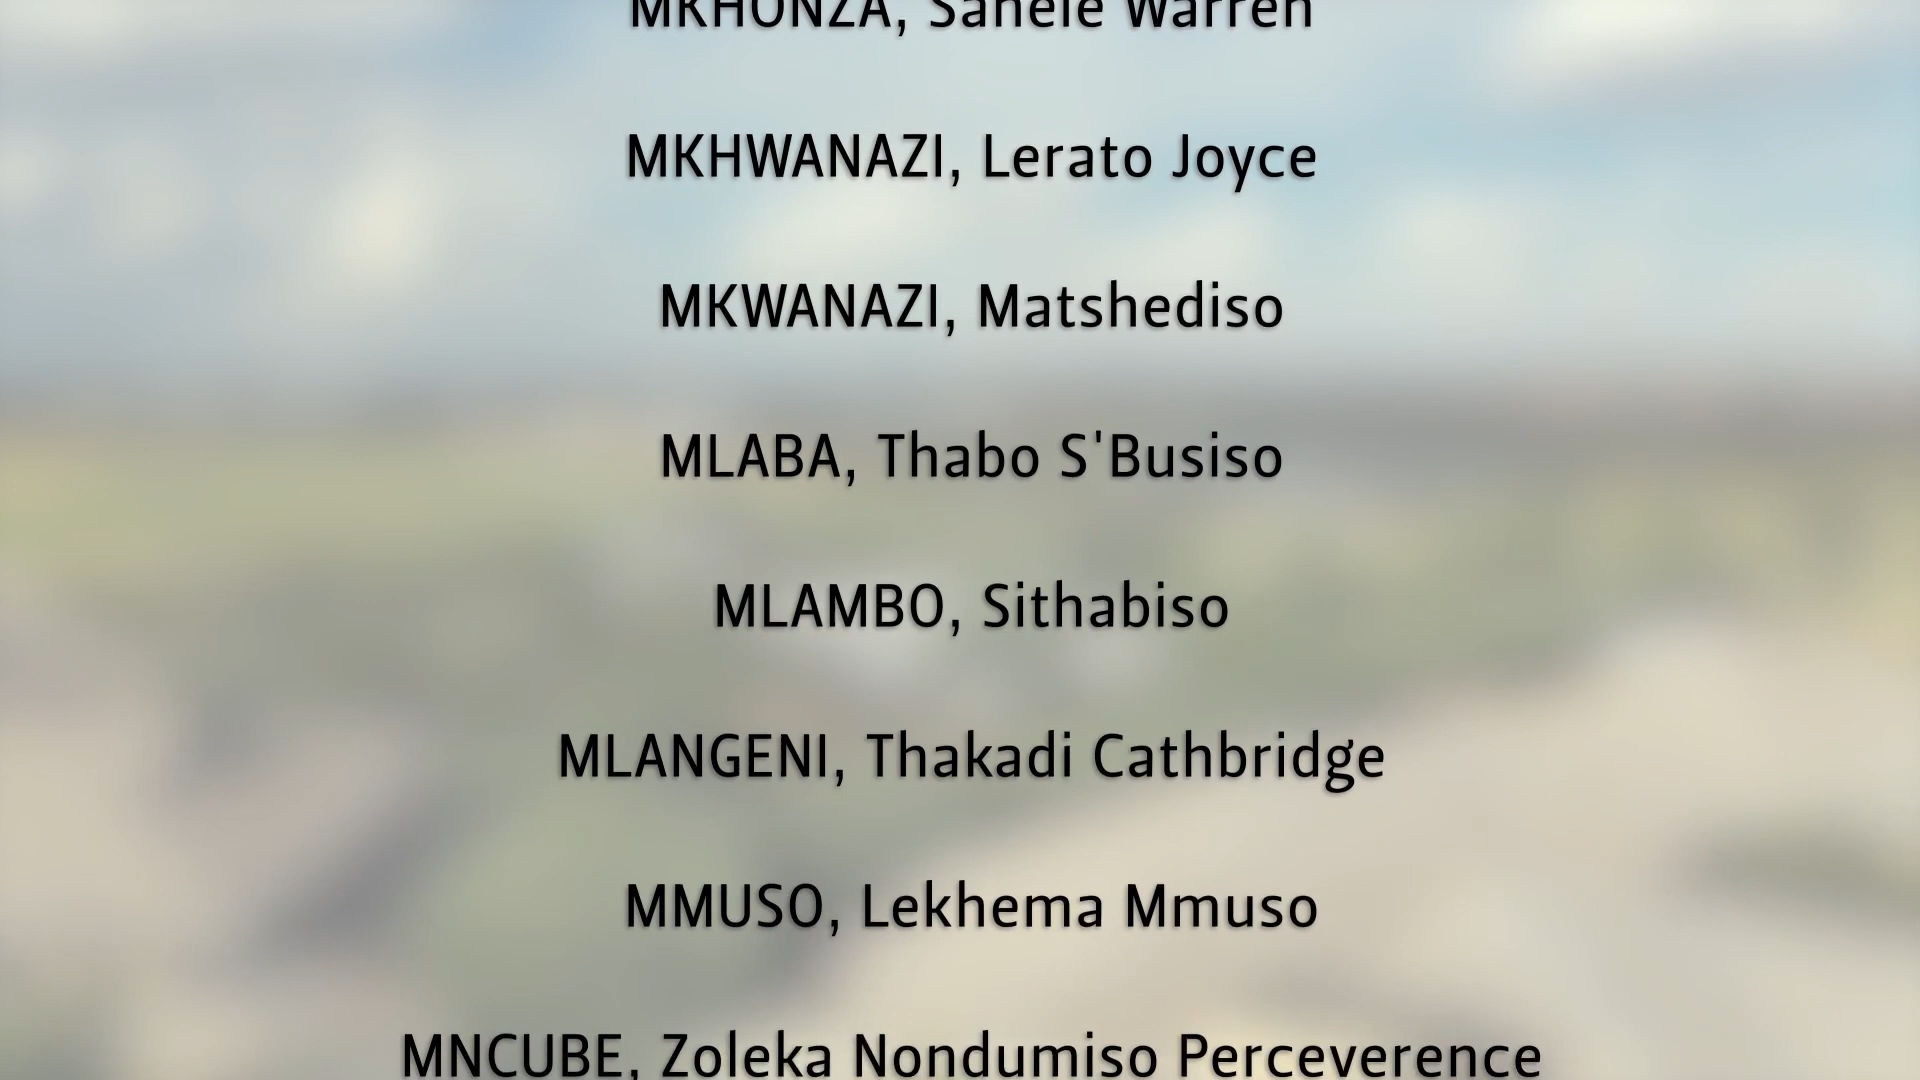 MKHONZA, Sanele Warren
MKHWANAZI, Lerato Joyce
MKWANAZI, Matshediso
MLABA, Thabo S'Busiso
MLAMBO, Sithabiso
MLANGENI, Thakadi Cathbridge
MMUSO, Lekhema Mmuso
MNCUBE, Zoleka Nondumiso Perceverence